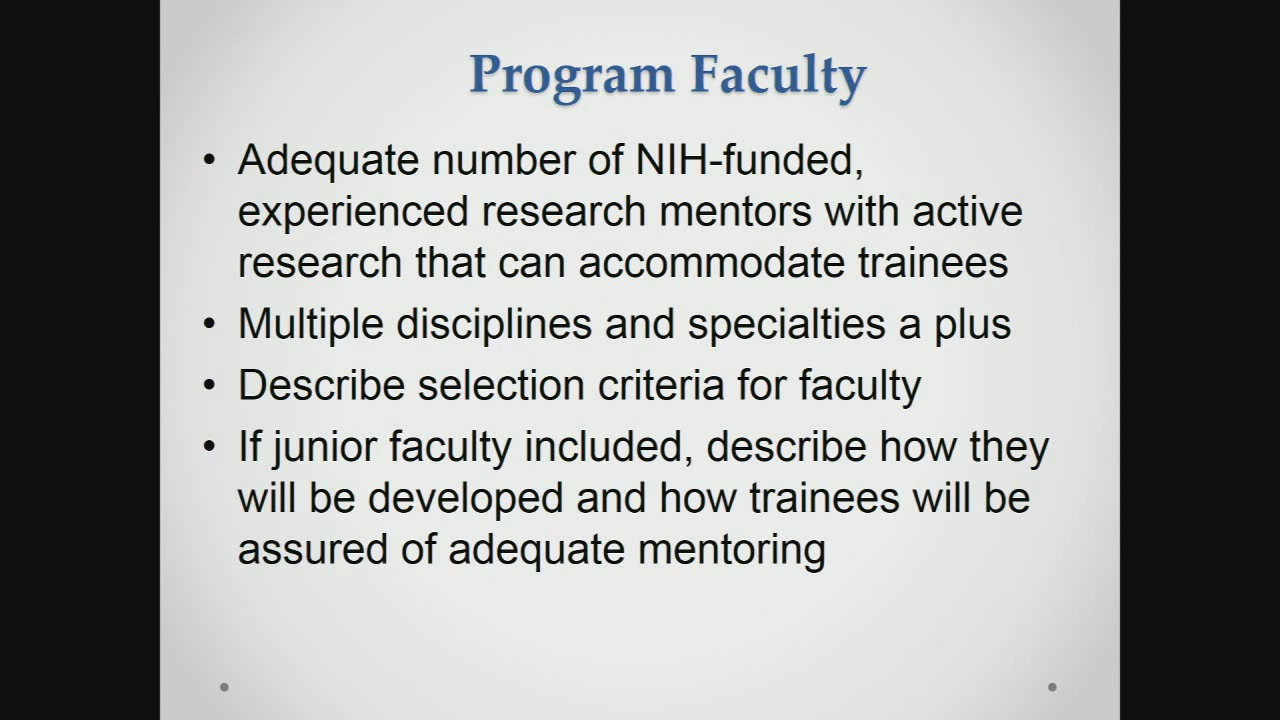 Program Faculty
• Adequate number of NIH-funded,
experienced research mentors with active
research that can accommodate trainees
• Multiple disciplines and specialties a plus
• Describe selection criteria for faculty
• If junior faculty included, describe how they
will be developed and how trainees will be
assured of adequate mentoring